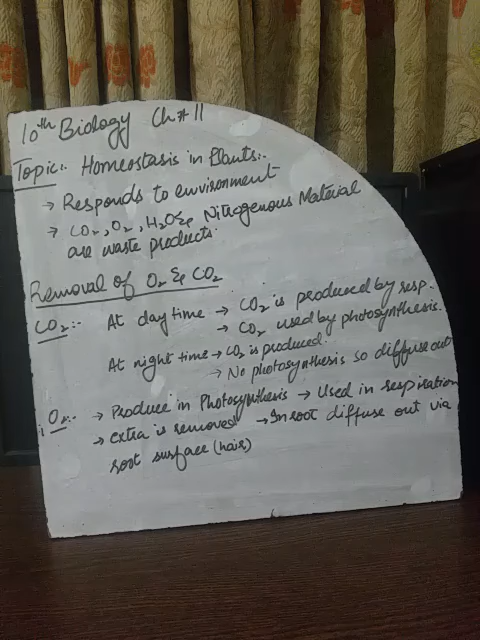 10th Biology Ch # 11
Topic:- Homeostasis in Plants:-
→ Responds to environment
→ CO₂, O₂, H₂O & Nitrogenous Material
are waste products.
Removal of O₂ & CO₂
CO₂:- At day time → CO₂ is produced by resp.
→ CO₂ used by photosynthesis.
At night time → CO₂ is produced.
→ No photosynthesis so diffuse out
O₂:- → Produce in Photosynthesis → Used in respiration
→ extra is removed → In root diffuse out via
root surface (hair)